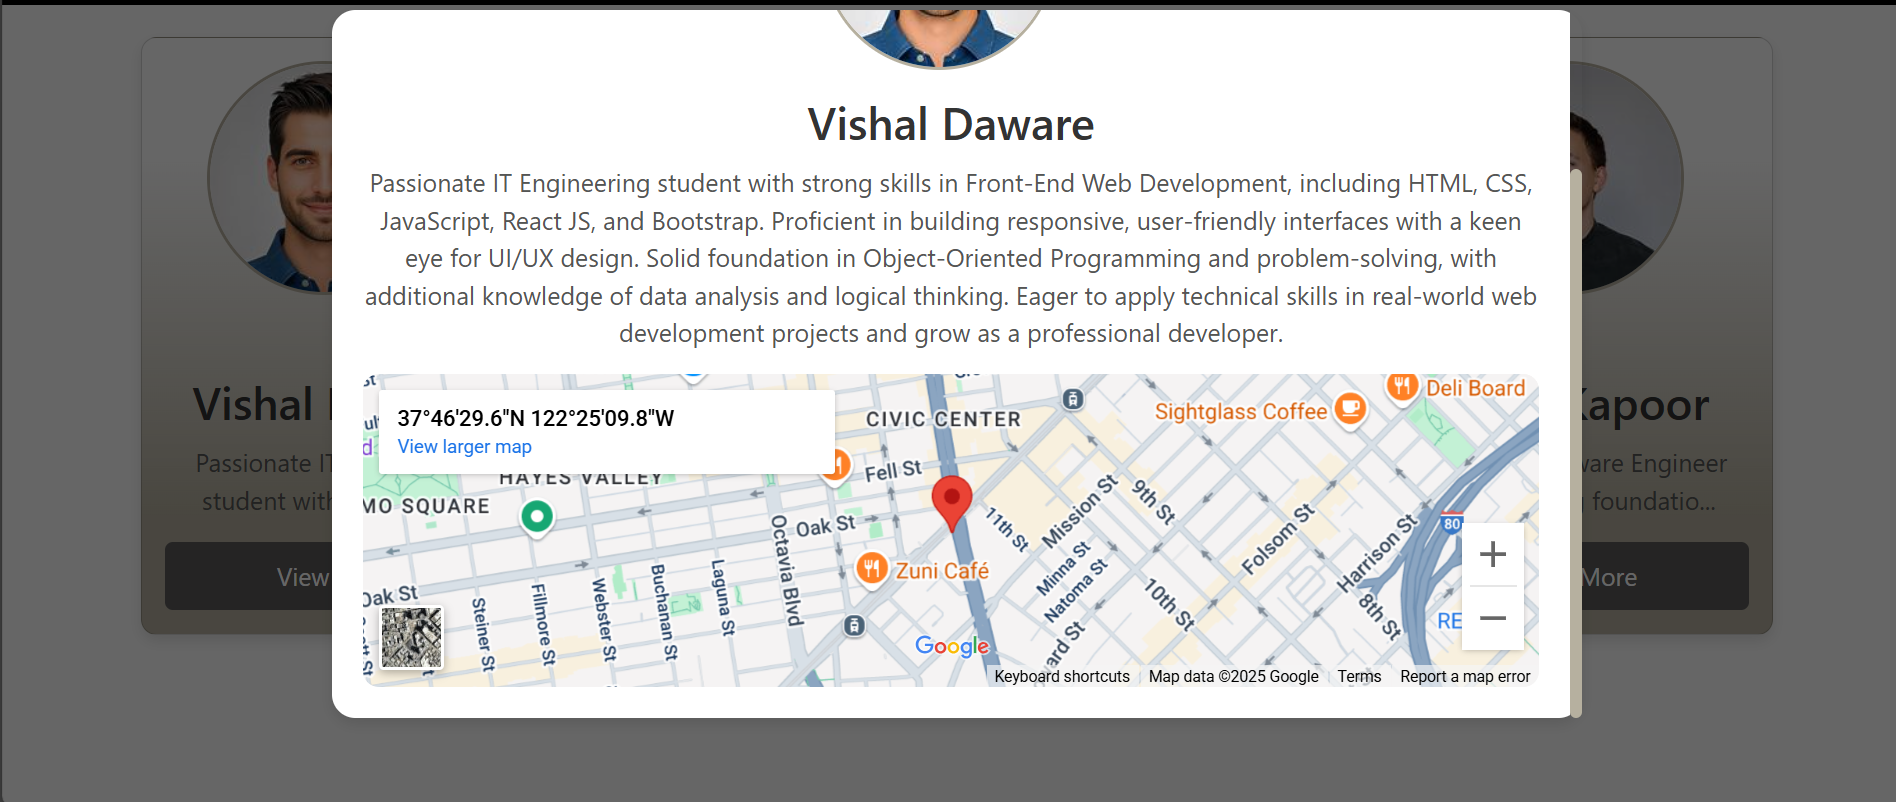 Vishal Daware
Passionate IT Engineering student with strong skills in Front-End Web Development, including HTML, CSS,
JavaScript, React JS, and Bootstrap. Proficient in building responsive, user-friendly interfaces with a keen
eye for UI/UX design. Solid foundation in Object-Oriented Programming and problem-solving, with
additional knowledge of data analysis and logical thinking. Eager to apply technical skills in real-world web
development projects and grow as a professional developer.
37°46'29.6"N 122°25'09.8"W
View larger map
CIVIC CENTER
Sightglass Coffee
Deli Board
HAYES VALLEY
MO SQUARE
Fell St
Oak St
Octavia Blvd
Zuni Café
11th St
Mission St
9th St
Minna St
Natoma St
Folsom St
10th St
Harrison St
8th St
80
RE
Oak St
Steiner St
Fillmore St
Webster St
Buchanan St
Laguna St
ard St
Google
Keyboard shortcuts
Map data ©2025 Google
Terms
Report a map error
Vishal
Passionate IT
student with
View
Kapoor
ware Engineer
foundatio...
More